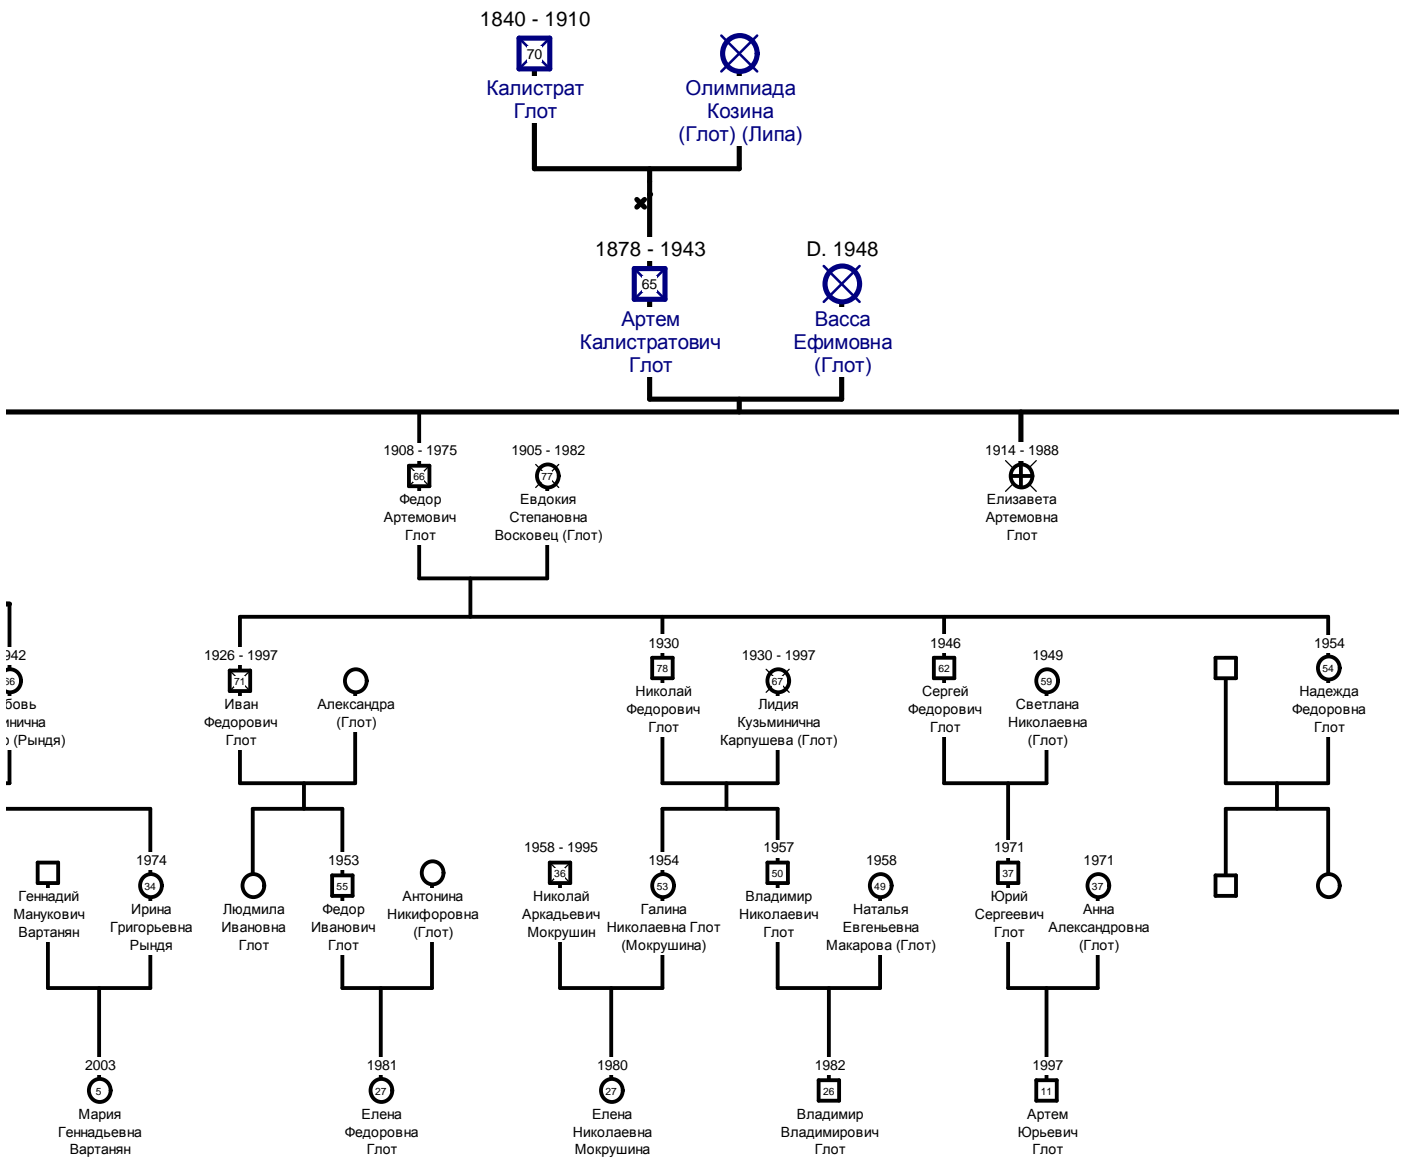 1840 - 1910
70
Калистрат
Глот
Олимпиада
Козина
(Глот) (Липа)
1878 - 1943
65
Артем
Калистратович
Глот
D. 1948
Васса
Ефимовна
(Глот)
1908 - 1975
66
Федор
Артемович
Глот
1905 - 1982
77
Евдокия
Степановна
Восковец (Глот)
1914 - 1988
Елизавета
Артемовна
Глот
(Рындя)
1926 - 1997
71
Иван
Федорович
Глот
Александра
(Глот)
1930
78
Николай
Федорович
Глот
1930 - 1997
67
Лидия
Кузьминична
Карпушева (Глот)
1946
62
Сергей
Федорович
Глот
1949
59
Светлана
Николаевна
(Глот)
1954
54
Надежда
Федоровна
Глот
Геннадий
Манукович
Вартанян
1974
34
Ирина
Григорьевна
Рындя
Людмила
Ивановна
Глот
1953
55
Федор
Иванович
Глот
Антонина
Никифоровна
(Глот)
1958 - 1995
36
Николай
Аркадьевич
Мокрушин
1954
53
Галина
Николаевна Глот
(Мокрушина)
1957
50
Владимир
Николаевич
Глот
1958
49
Наталья
Евгеньевна
Макарова (Глот)
1971
37
Юрий
Сергеевич
Глот
1971
37
Анна
Александровна
(Глот)
2003
5
Мария
Геннадьевна
Вартанян
1981
27
Елена
Федоровна
Глот
1980
27
Елена
Николаевна
Мокрушина
1982
26
Владимир
Владимирович
Глот
1997
11
Артем
Юрьевич
Глот